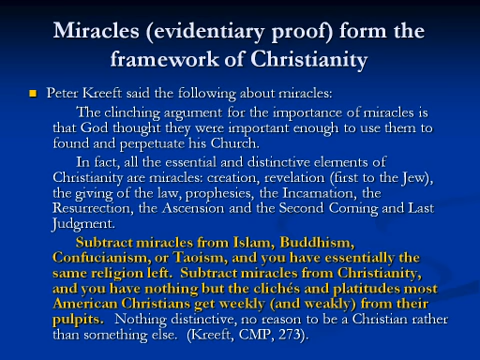 Miracles (evidentiary proof) form the
framework of Christianity
Peter Kreeft said the following about miracles:
The clinching argument for the importance of miracles is
that God thought they were important enough to use them to
found and perpetuate his Church.
In fact, all the essential and distinctive elements of
Christianity are miracles: creation, revelation (first to the Jew),
the giving of the law, prophesies, the Incarnation, the
Resurrection, the Ascension and the Second Coming and Last
Judgment.
Subtract miracles from Islam, Buddhism,
Confucianism, or Taoism, and you have essentially the
same religion left. Subtract miracles from Christianity,
and you have nothing but the clichés and platitudes most
American Christians get weekly (and weakly) from their
pulpits. Nothing distinctive, no reason to be a Christian rather
than something else. (Kreeft, CMP, 273).